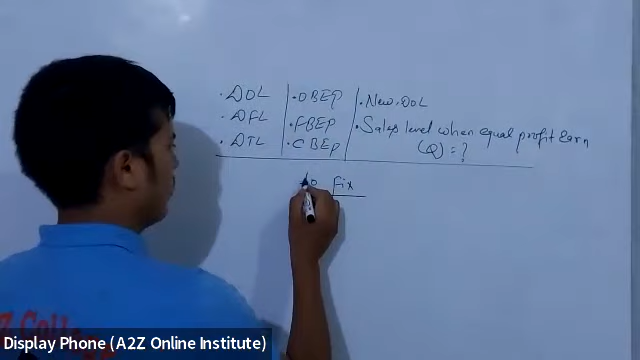 . DOL | . OBEP | . New. DOL
. DFL | . FBEP | . Sales level when equal profit Earn
. DTL | . CBEP | (Q) = ?
fix
Display Phone (A2Z Online Institute)